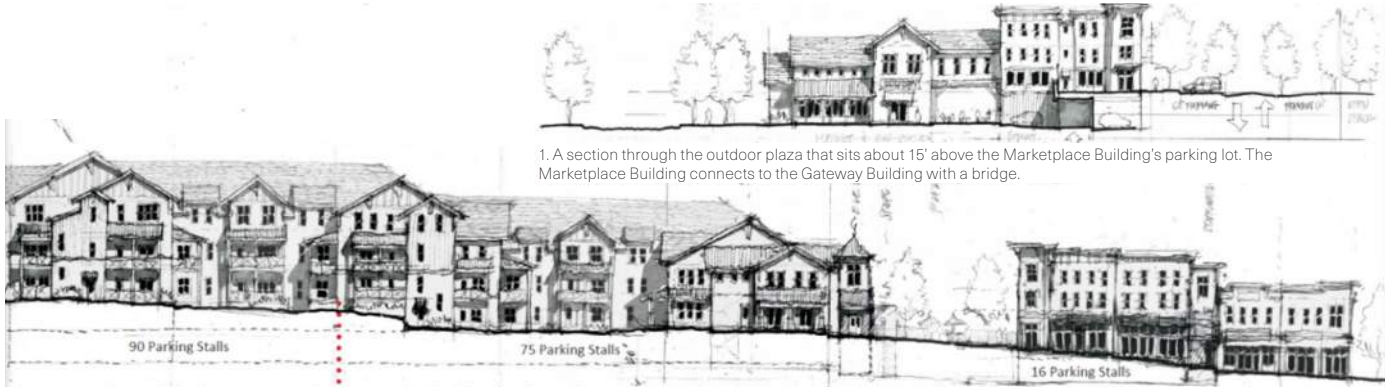 1. A section through the outdoor plaza that sits about 15' above the Marketplace Building's parking lot. The
Marketplace Building connects to the Gateway Building with a bridge.
90 Parking Stalls
75 Parking Stalls
16 Parking Stalls